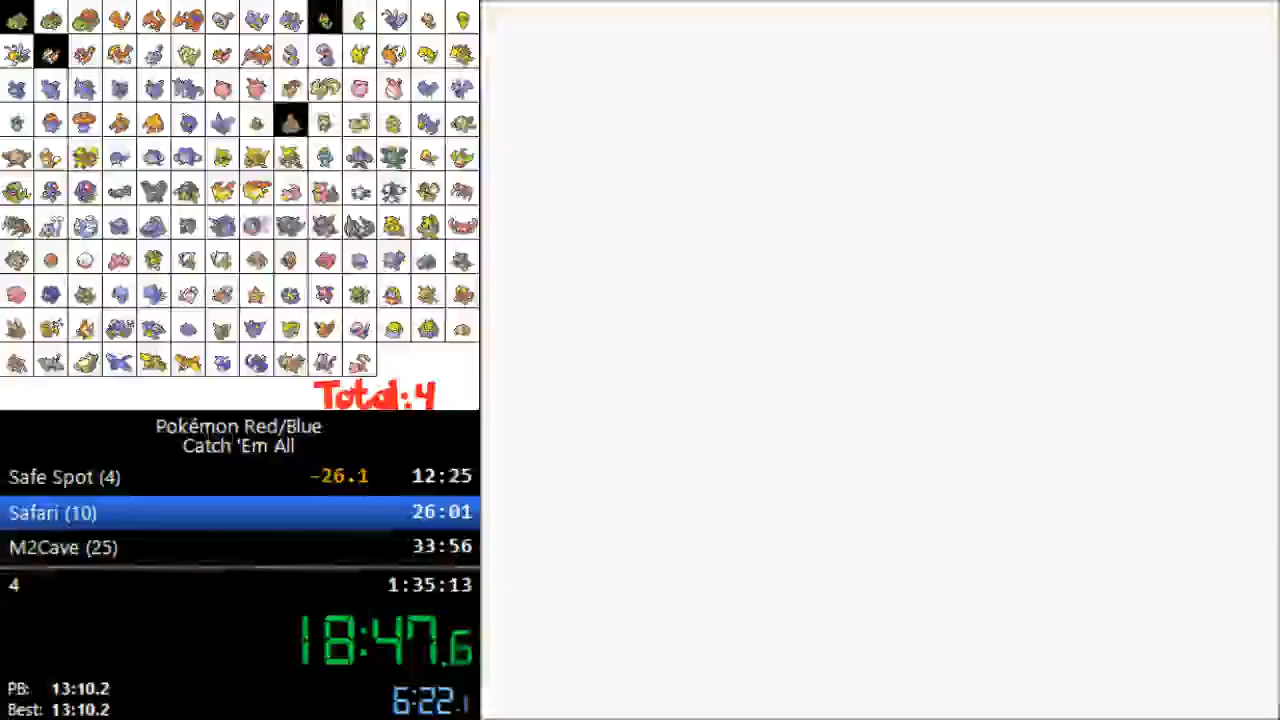 Total:4
Pokémon Red/Blue
Catch 'Em All
Safe Spot (4) -26.1 12:25
Safari (10) 26:01
M2Cave (25) 33:56
4 1:35:13
18:47.6
PB: 13:10.2
6:22.1
Best: 13:10.2